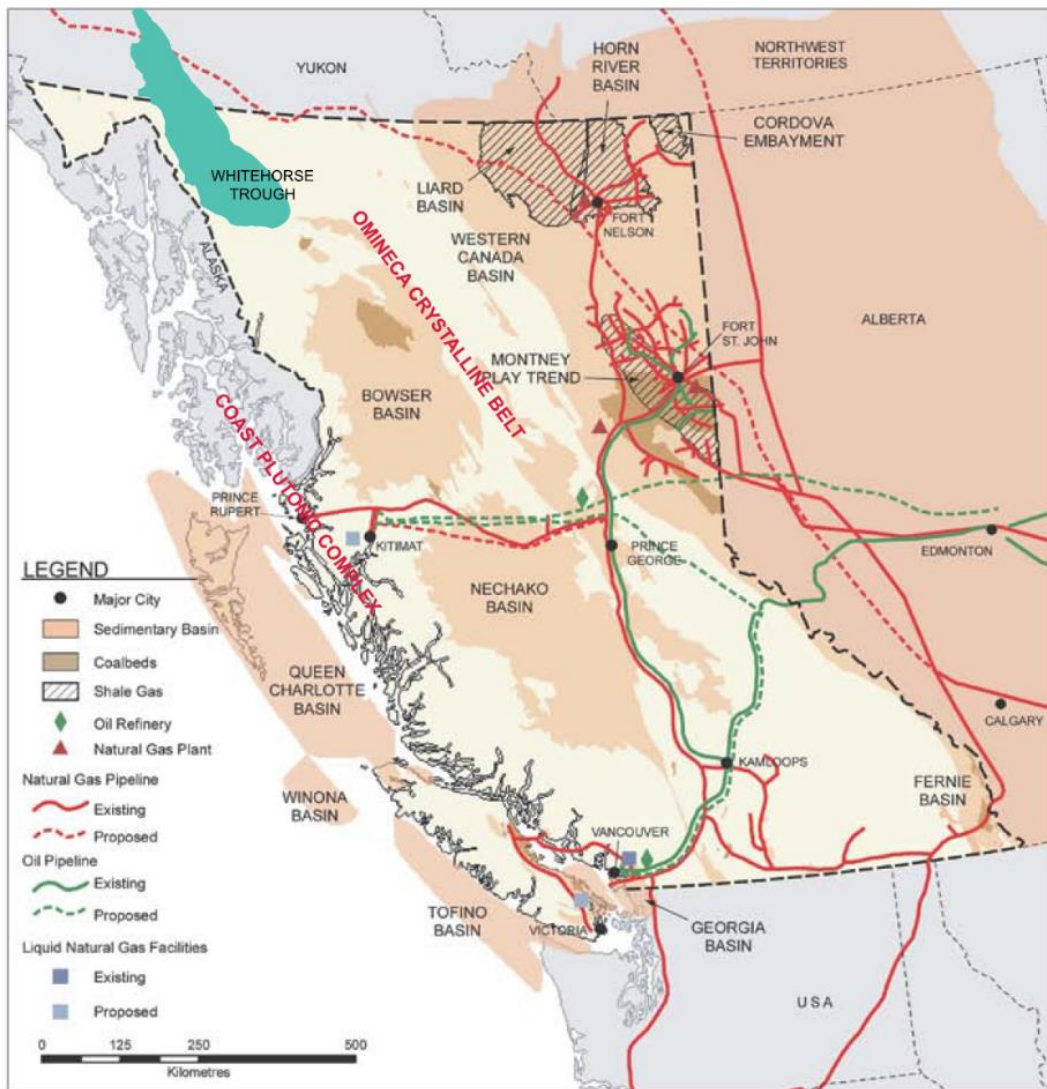 YUKON
HORN
RIVER
BASIN
NORTHWEST
TERRITORIES
CORDOVA
EMBAYMENT
WHITEHORSE
TROUGH
LIARD
BASIN
FORT
NELSON
WESTERN
CANADA
BASIN
OMINECA CRYSTALLINE BELT
ALASKA
ALBERTA
FORT
ST. JOHN
MONTNEY
PLAY TREND
BOWSER
BASIN
COAST PLUTONIO COMPLEX
PRINCE
RUPERT
KITIMAT
PRINCE
GEORGE
EDMONTON
NECHAKO
BASIN
QUEEN
CHARLOTTE
BASIN
CALGARY
KAMLOOPS
FERNIE
BASIN
WINONA
BASIN
VANCOUVER
TOFINO
BASIN
VICTORIA
GEORGIA
BASIN
USA
LEGEND
Major City
Sedimentary Basin
Coalbeds
Shale Gas
Oil Refinery
Natural Gas Plant
Natural Gas Pipeline
Existing
Proposed
Oil Pipeline
Existing
Proposed
Liquid Natural Gas Facilities
Existing
Proposed
0 125 250 500
Kilometres